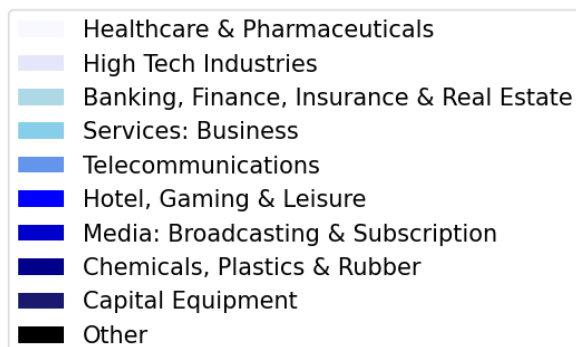 Healthcare & Pharmaceuticals
High Tech Industries
Banking, Finance, Insurance & Real Estate
Services: Business
Telecommunications
Hotel, Gaming & Leisure
Media: Broadcasting & Subscription
Chemicals, Plastics & Rubber
Capital Equipment
Other